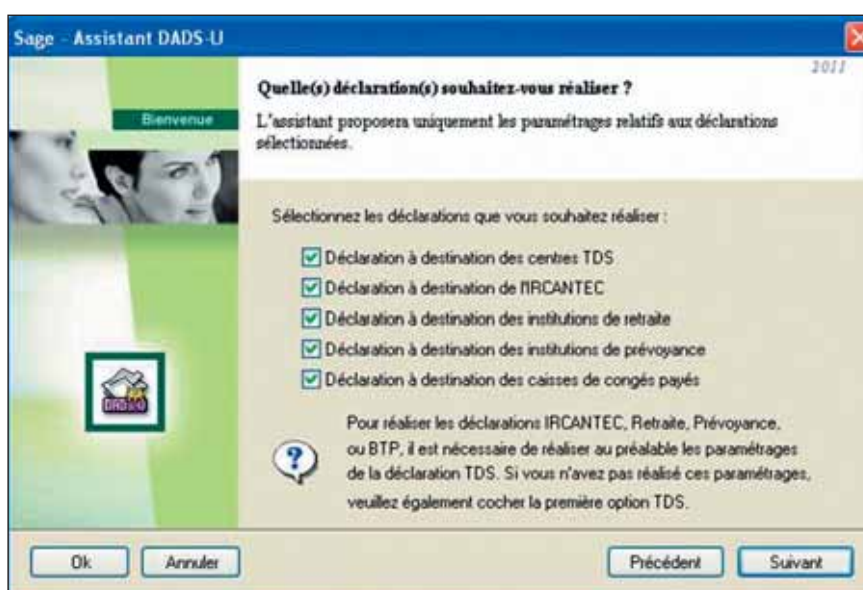 Sage - Assistant DADS-U
2011
Bienvenue
Quelle(s) déclaration(s) souhaitez-vous réaliser ?
L'assistant proposera uniquement les paramétrages relatifs aux déclarations
sélectionnées.
Sélectionnez les déclarations que vous souhaitez réaliser :
Déclaration à destination des centres TDS
Déclaration à destination de l'IRCANTEC
Déclaration à destination des institutions de retraite
Déclaration à destination des institutions de prévoyance
Déclaration à destination des caisses de congés payés
Pour réaliser les déclarations IRCANTEC, Retraite, Prévoyance,
ou BTP, il est nécessaire de réaliser au préalable les paramétrages
de la déclaration TDS. Si vous n'avez pas réalisé ces paramétrages,
veuillez également cocher la première option TDS.
Ok
Annuler
Précédent
Suivant